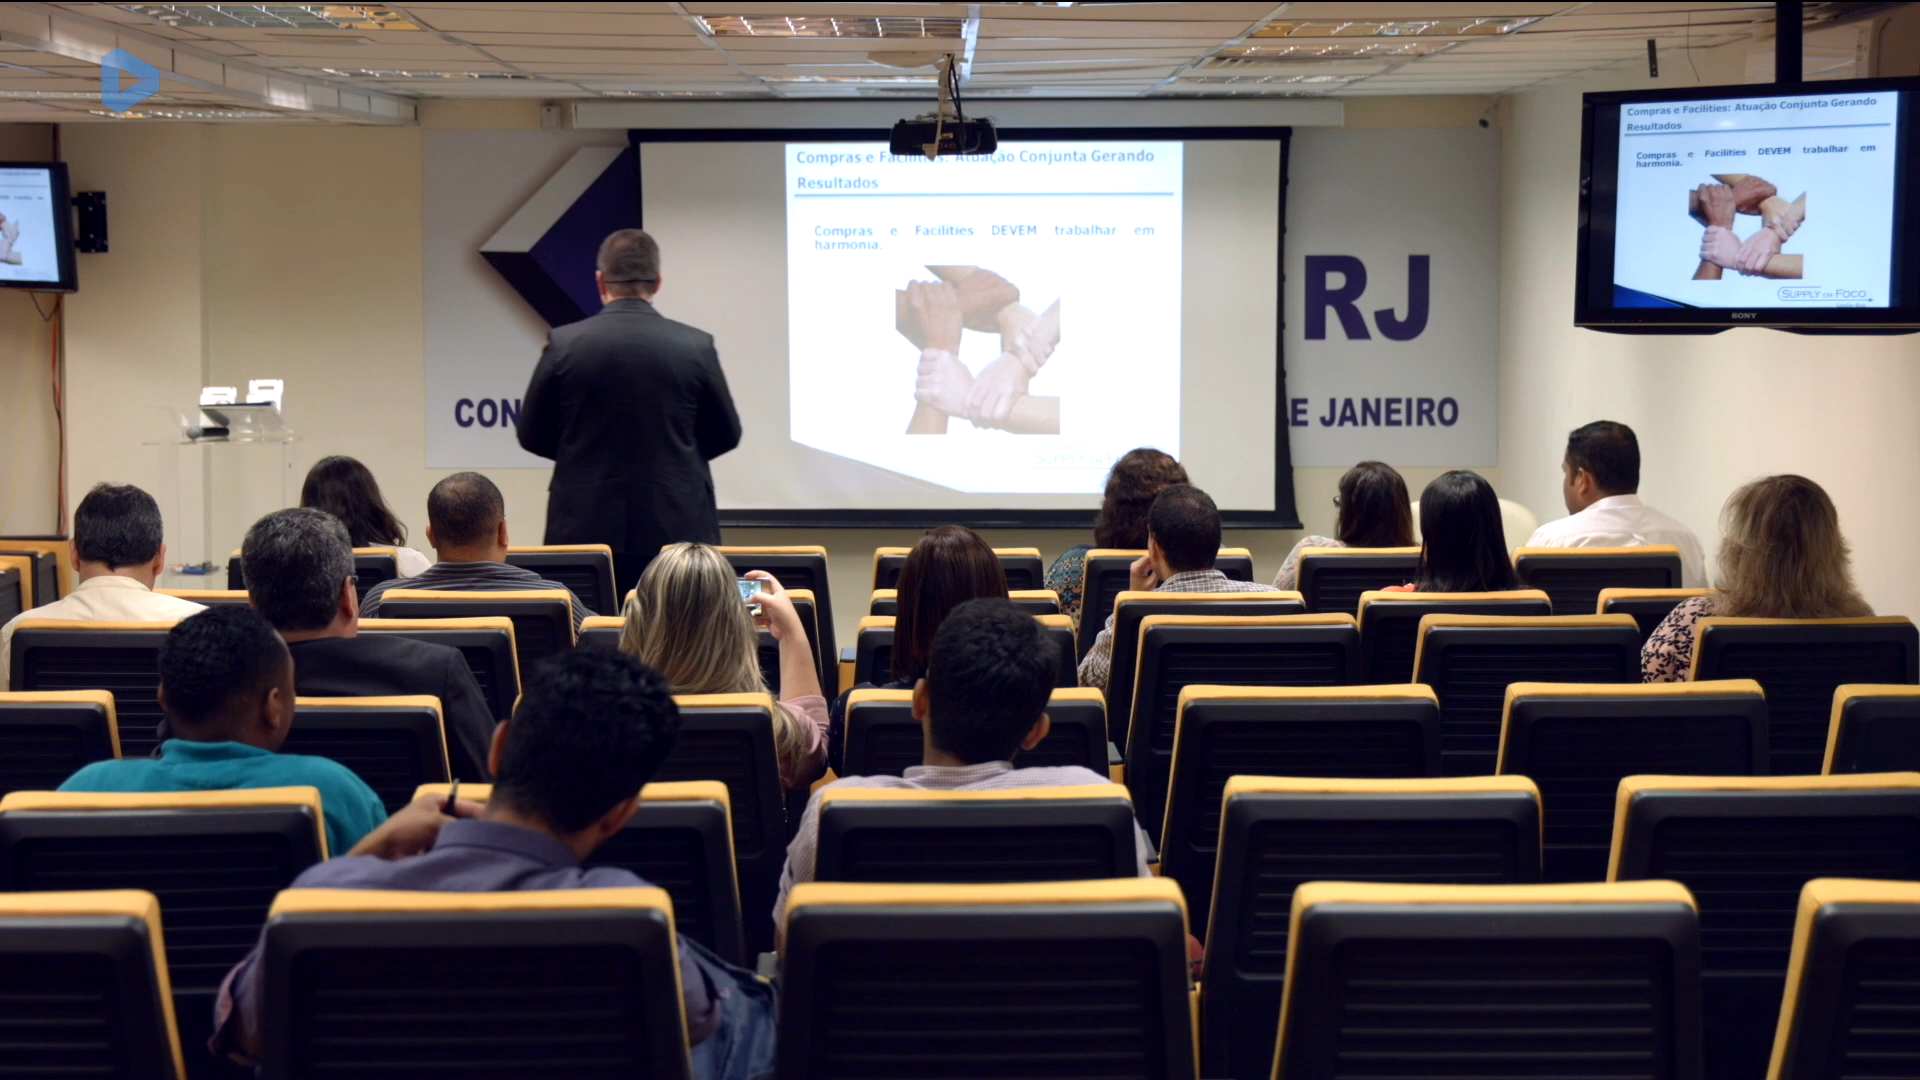 Compras e Facilities: Atuação Conjunta Gerando
Resultados
Compras e Facilities DEVEM trabalhar em
harmonia.
RJ
CON
E JANEIRO
Compras e Facilities: Atuação Conjunta Gerando
Resultados
Compras e Facilities DEVEM trabalhar em
harmonia.
SUPPLY EM FOCO
SONY